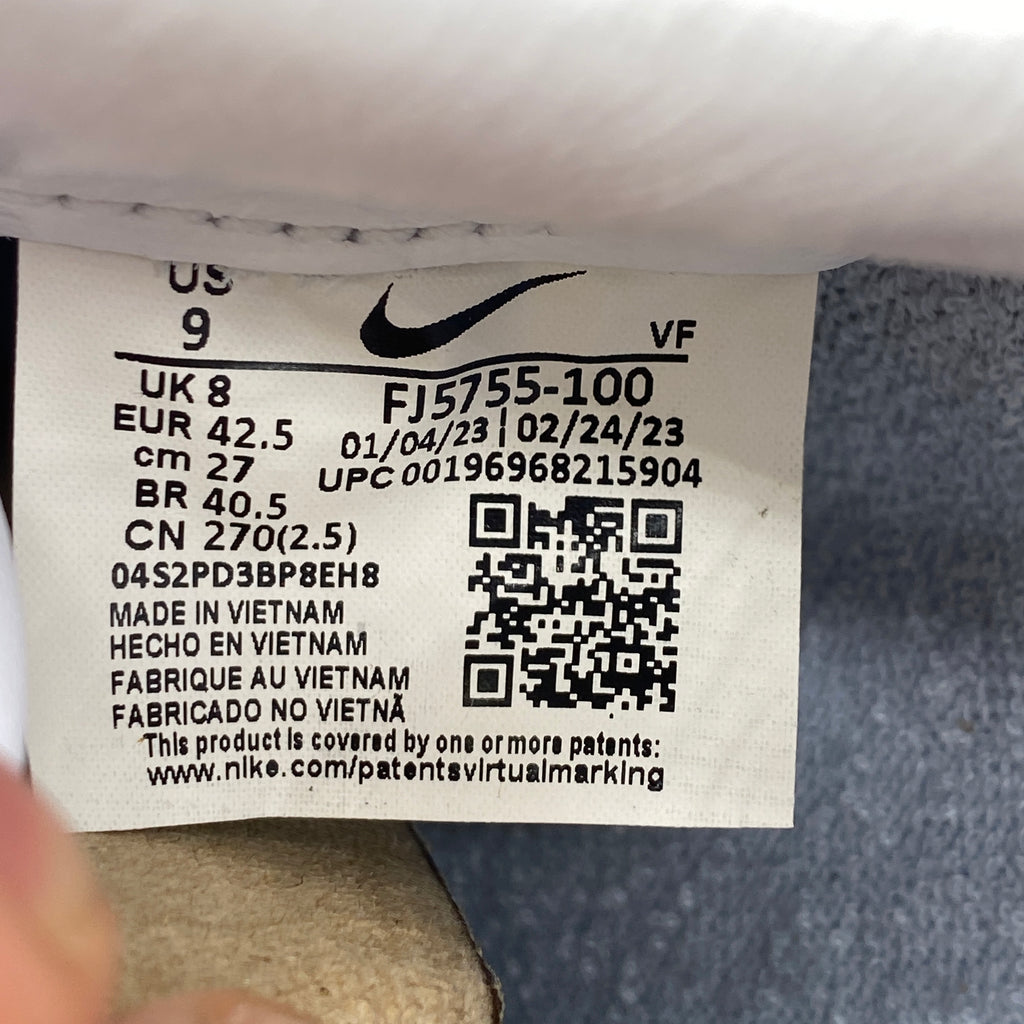 US
9
VF
UK 8
EUR 42.5
cm 27
BR 40.5
CN 270(2.5)
FJ5755-100
01/04/23 | 02/24/23
UPC 00196968215904
04S2PD3BP8EH8
MADE IN VIETNAM
HECHO EN VIETNAM
FABRIQUE AU VIETNAM
FABRICADO NO VIETNÃ
This product is covered by one or more patents:
www.nike.com/patentsvirtualmarking